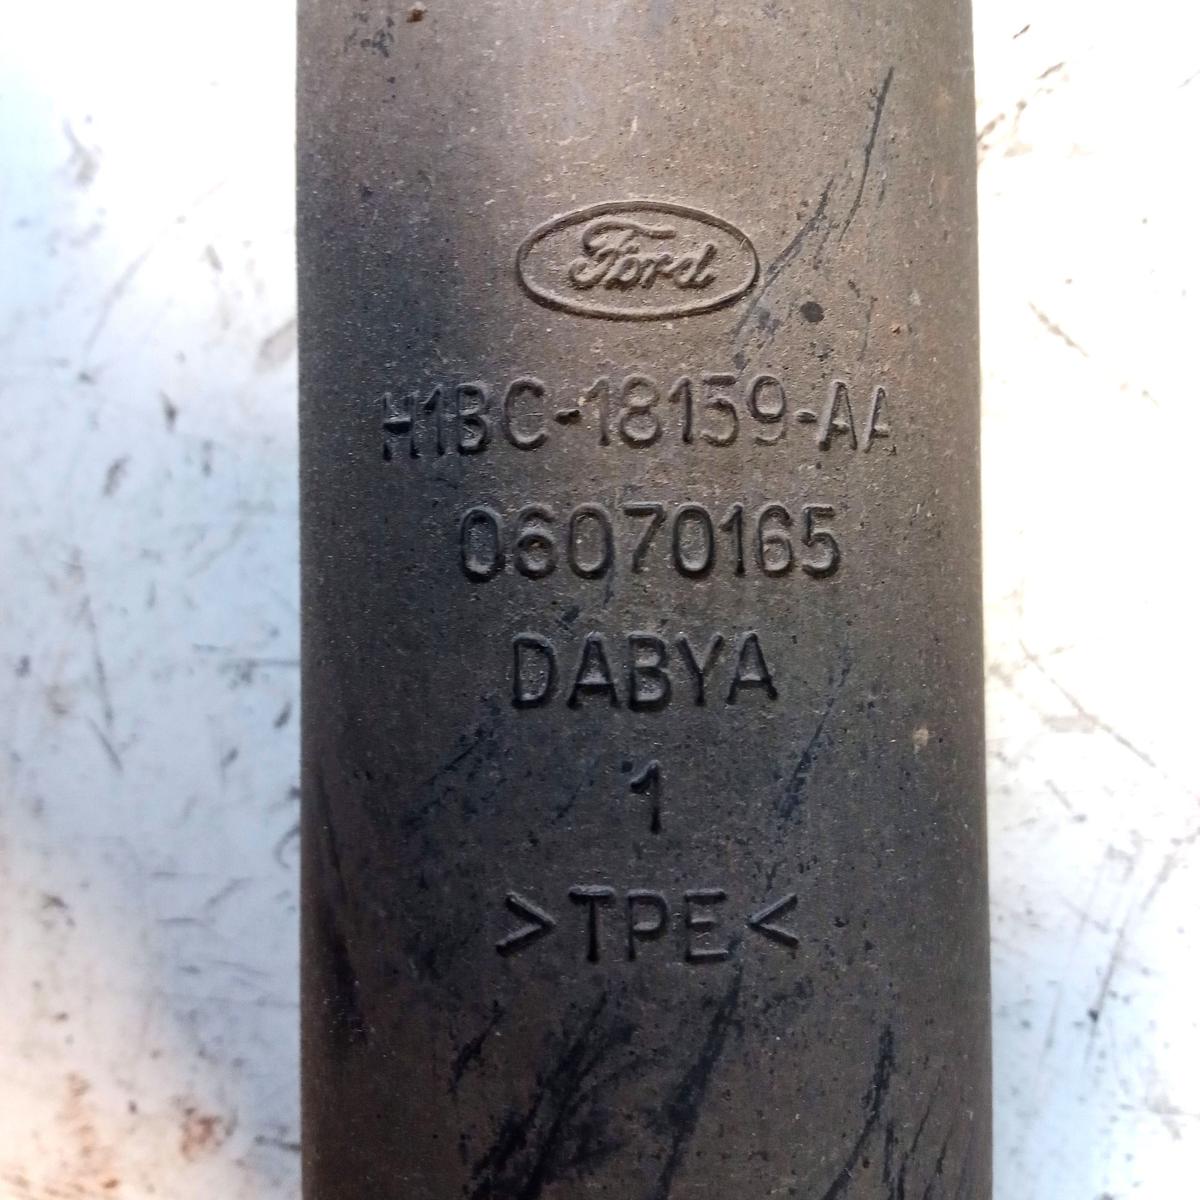 Ford
H1BC-18159-AA
06070165
DABYA
1
>TPE<